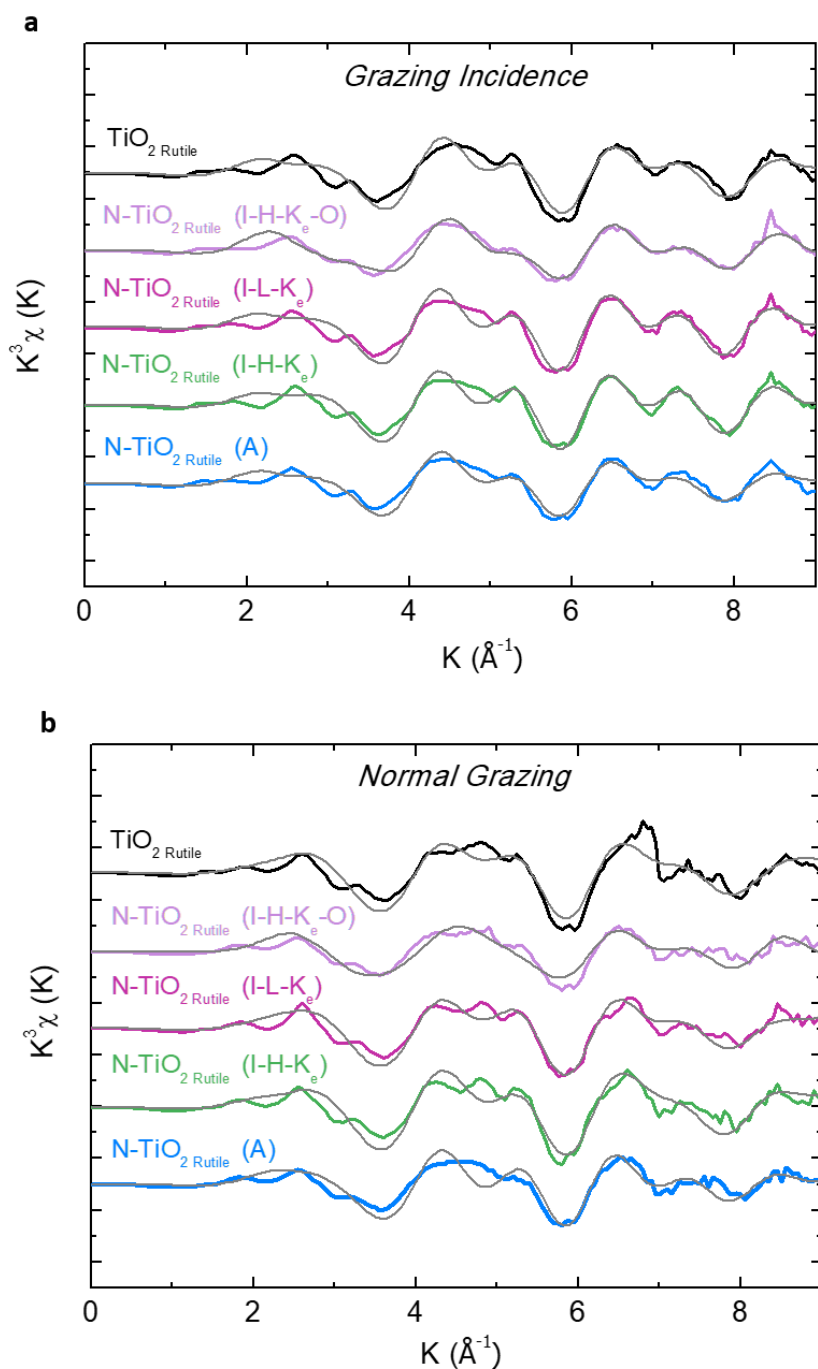 a
Grazing Incidence
TiO2 Rutile
N-TiO2 Rutile (I-H-Ke-O)
N-TiO2 Rutile (I-L-Ke)
N-TiO2 Rutile (I-H-Ke)
N-TiO2 Rutile (A)
K³χ (K)
0 2 4 6 8
K (Å⁻¹)
b
Normal Grazing
TiO2 Rutile
N-TiO2 Rutile (I-H-Ke-O)
N-TiO2 Rutile (I-L-Ke)
N-TiO2 Rutile (I-H-Ke)
N-TiO2 Rutile (A)
K³χ (K)
0 2 4 6 8
K (Å⁻¹)